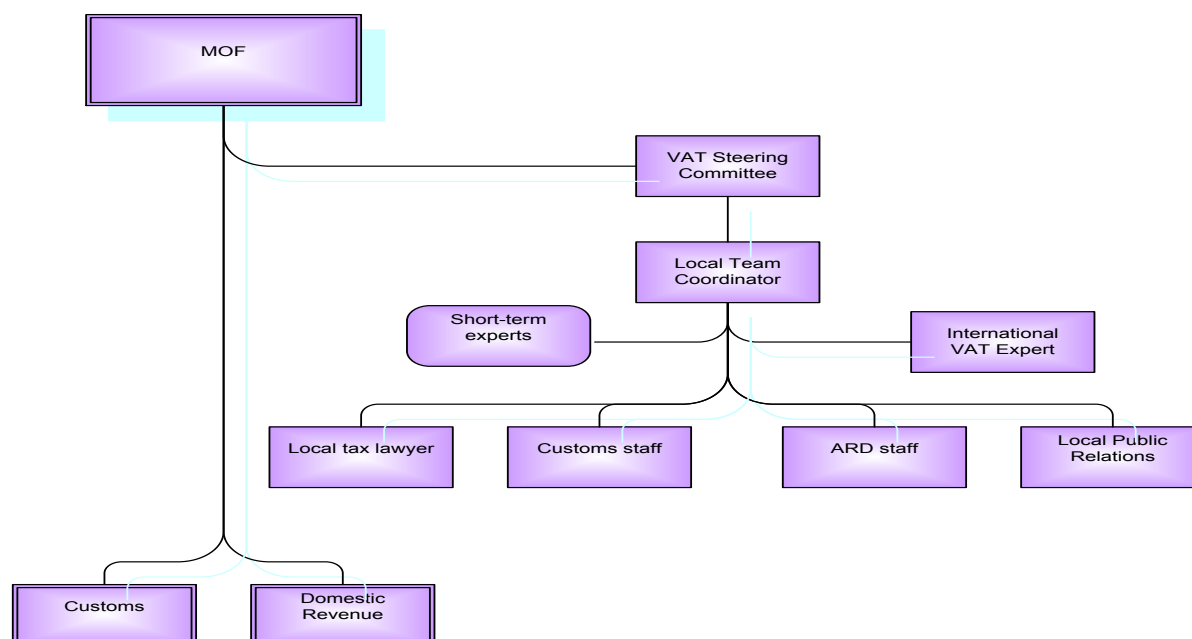 MOF
VAT Steering
Committee
Local Team
Coordinator
Short-term
experts
International
VAT Expert
Local tax lawyer
Customs staff
ARD staff
Local Public
Relations
Customs
Domestic
Revenue